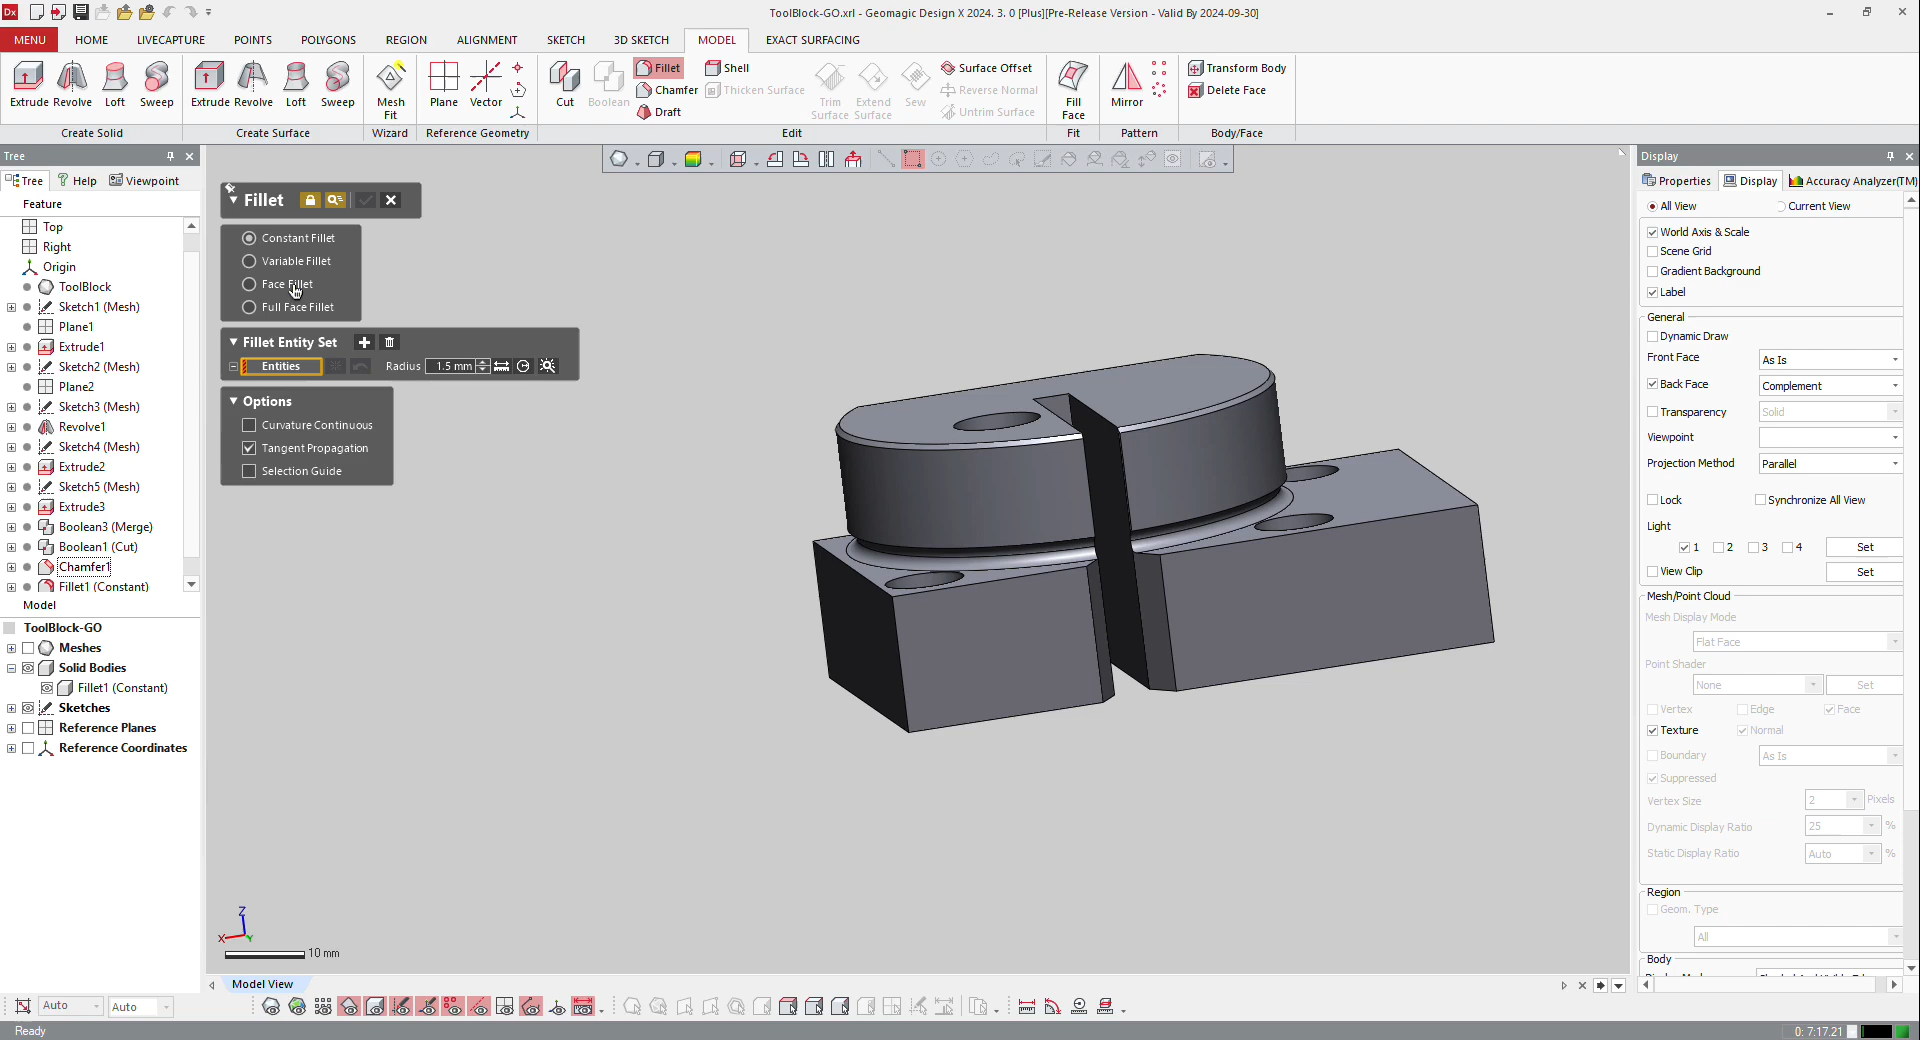 Dx
ToolBlock-GO.xrl - Geomagic Design X 2024. 3. 0 [Plus][Pre-Release Version - Valid By 2024-09-30]
MENU HOME LIVECAPTURE POINTS POLYGONS REGION ALIGNMENT SKETCH 3D SKETCH MODEL EXACT SURFACING
Extrude Revolve Loft Sweep
Create Solid
Extrude Revolve Loft Sweep
Create Surface
Mesh Fit
Wizard
Plane Vector
Reference Geometry
Cut Boolean
Fillet
Chamfer
Draft
Shell
Thicken Surface
Trim Surface
Extend Surface
Sew
Surface Offset
Reverse Normal
Untrim Surface
Edit
Fill Face
Fit
Mirror
Pattern
Transform Body
Delete Face
Body/Face
Tree
Tree Help Viewpoint
Feature
Top
Right
Origin
ToolBlock
Sketch1 (Mesh)
Plane1
Extrude1
Sketch2 (Mesh)
Plane2
Sketch3 (Mesh)
Revolve1
Sketch4 (Mesh)
Extrude2
Sketch5 (Mesh)
Extrude3
Boolean3 (Merge)
Boolean1 (Cut)
Chamfer1
Fillet1 (Constant)
Model
ToolBlock-GO
Meshes
Solid Bodies
Fillet1 (Constant)
Sketches
Reference Planes
Reference Coordinates
Fillet
Constant Fillet
Variable Fillet
Face Fillet
Full Face Fillet
Fillet Entity Set
Entities Radius 1.5 mm
Options
Curvature Continuous
Tangent Propagation
Selection Guide
Z
X Y
10 mm
Model View
Display
Properties Display Accuracy Analyzer(TM)
All View Current View
World Axis & Scale
Scene Grid
Gradient Background
Label
General
Dynamic Draw
Front Face As Is
Back Face Complement
Transparency Solid
Viewpoint
Projection Method Parallel
Lock Synchronize All View
Light
1 2 3 4 Set
View Clip Set
Mesh/Point Cloud
Mesh Display Mode
Flat Face
Point Shader
None Set
Vertex Edge Face
Texture Normal
Boundary As Is
Suppressed
Vertex Size 2 Pixels
Dynamic Display Ratio 25 %
Static Display Ratio Auto %
Region
Geom. Type
All
Body
Auto Auto
Ready
0: 7:17.21